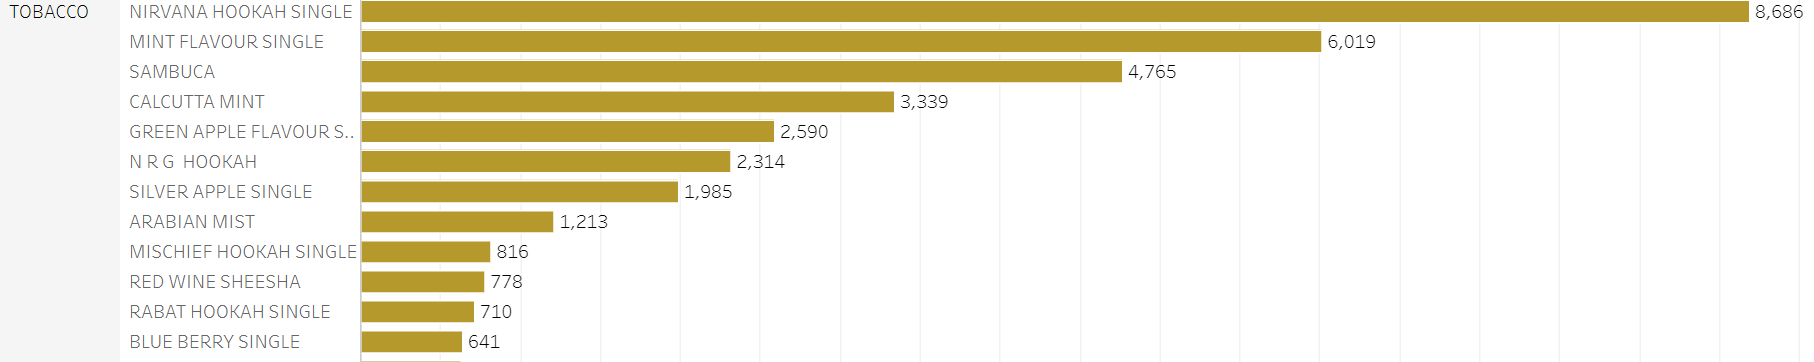 TOBACCO NIRVANA HOOKAH SINGLE 8,686
MINT FLAVOUR SINGLE 6,019
SAMBUCA 4,765
CALCUTTA MINT 3,339
GREEN APPLE FLAVOUR S.. 2,590
N R G  HOOKAH 2,314
SILVER APPLE SINGLE 1,985
ARABIAN MIST 1,213
MISCHIEF HOOKAH SINGLE 816
RED WINE SHEESHA 778
RABAT HOOKAH SINGLE 710
BLUE BERRY SINGLE 641